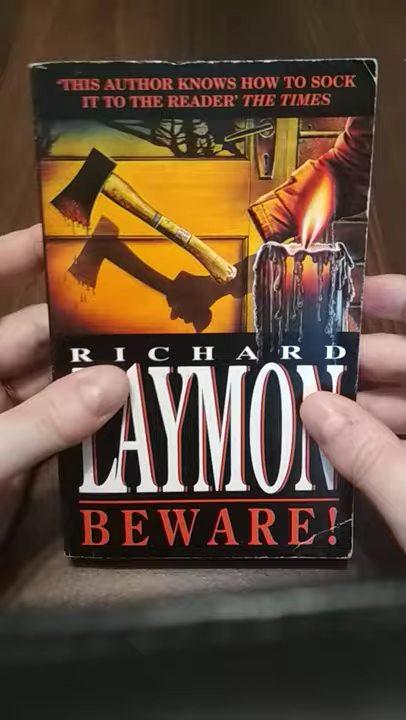 'THIS AUTHOR KNOWS HOW TO SOCK
IT TO THE READER' THE TIMES
RICHARD
LAYMON
BEWARE!